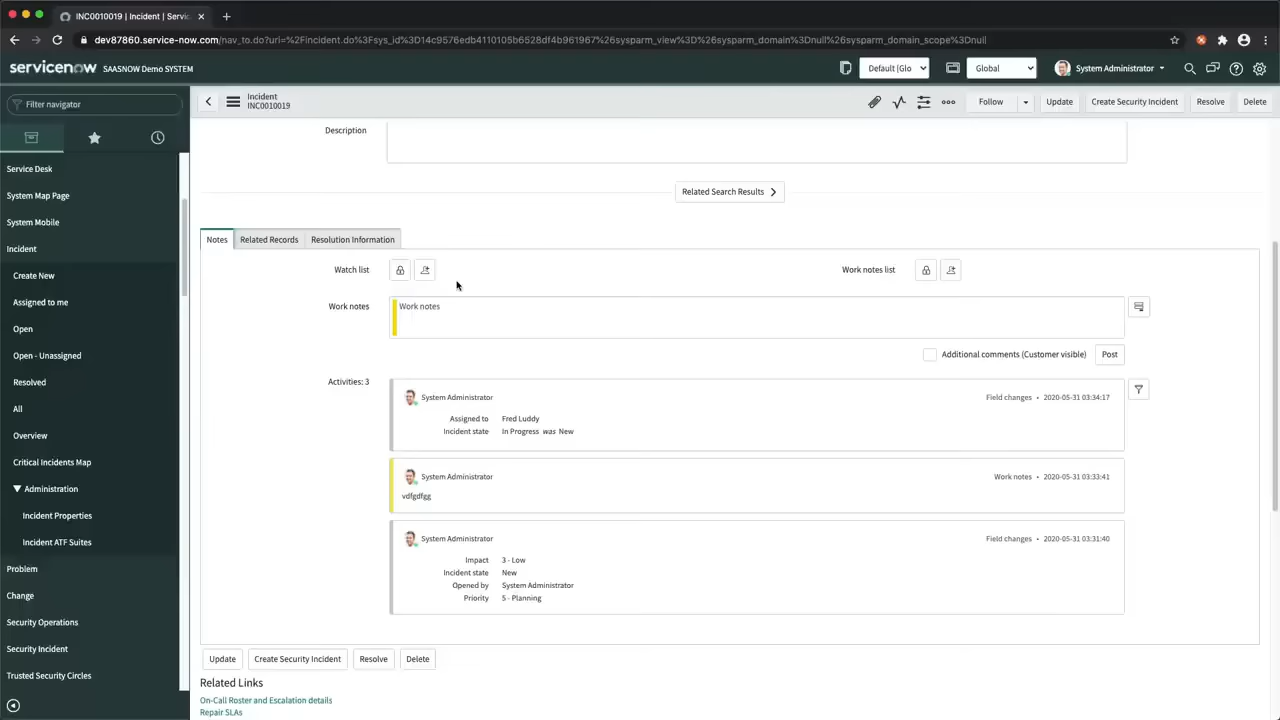 INC0010019 | Incident | Servic
dev87860.service-now.com/nav_to.do?uri=%2Fincident.do%3Fsys_id%3D14c9576edb4110105b6528df4b961967%26sysparm_view%3D%26sysparm_domain%3Dnull%26sysparm_domain_scope%3Dnull
servicenow SAASNOW Demo SYSTEM
Default (Glo
Global
System Administrator
Filter navigator
Incident
INC0010019
Follow
Update
Create Security Incident
Resolve
Delete
Service Desk
System Map Page
System Mobile
Incident
Create New
Assigned to me
Open
Open - Unassigned
Resolved
All
Overview
Critical Incidents Map
Administration
Incident Properties
Incident ATF Suites
Problem
Change
Security Operations
Security Incident
Trusted Security Circles
Description
Related Search Results
Notes
Related Records
Resolution Information
Watch list
Work notes list
Work notes
Work notes
Additional comments (Customer visible)
Post
Activities: 3
System Administrator
Field changes • 2020-05-31 03:34:17
Assigned to Fred Luddy
Incident state In Progress was New
System Administrator
Work notes • 2020-05-31 03:33:41
vdfgdfgg
System Administrator
Field changes • 2020-05-31 03:31:40
Impact 3 - Low
Incident state New
Opened by System Administrator
Priority 5 - Planning
Update
Create Security Incident
Resolve
Delete
Related Links
On-Call Roster and Escalation details
Repair SLAs